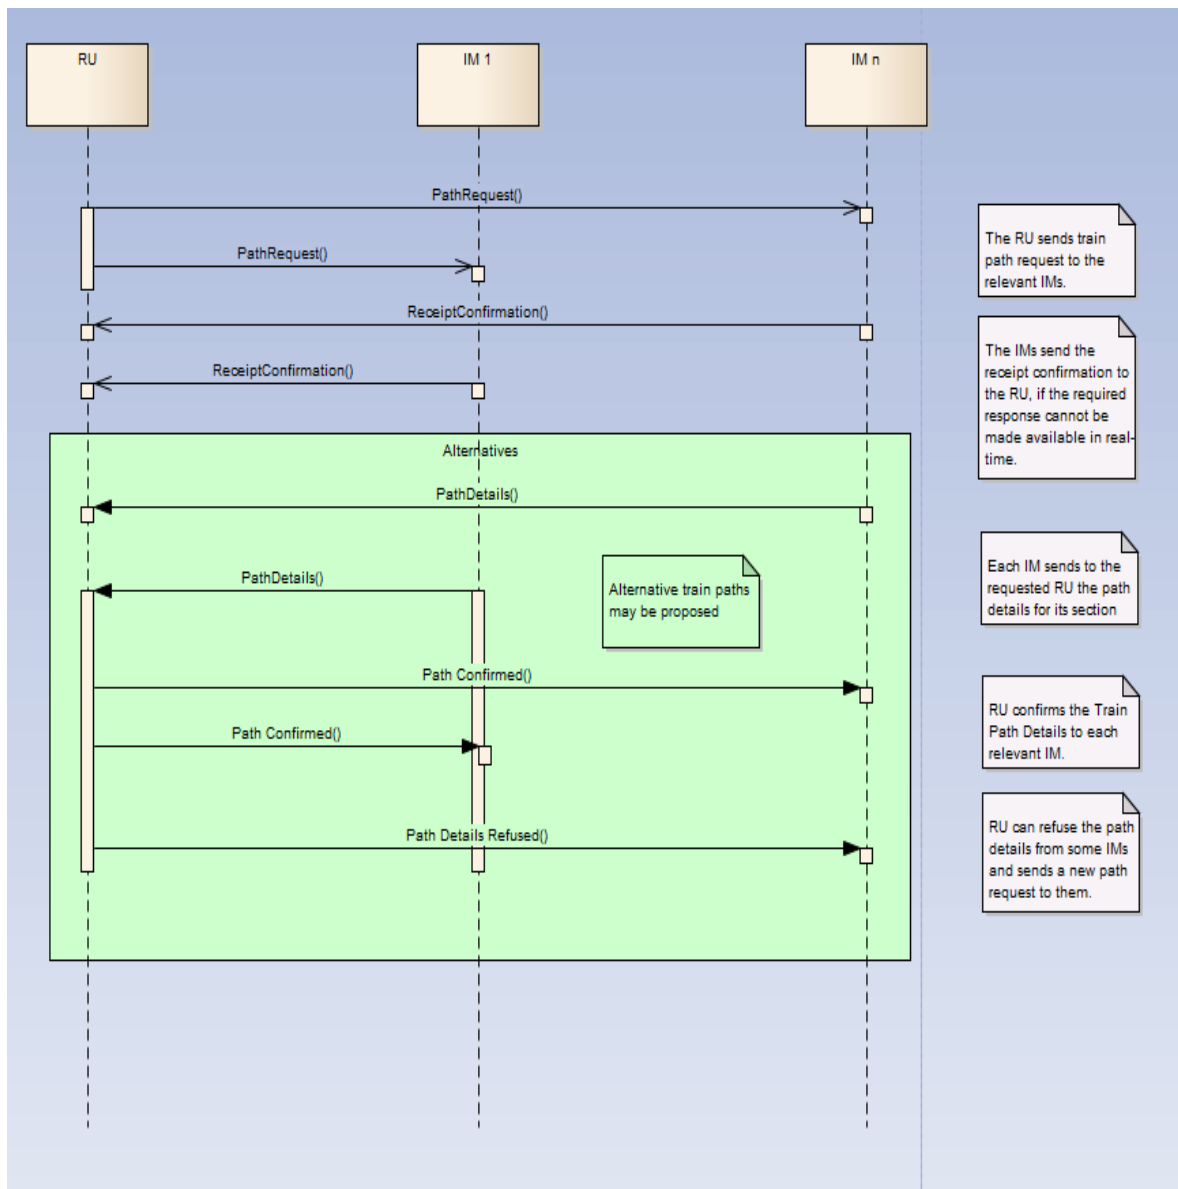 RU
IM 1
IM n
PathRequest()
PathRequest()
ReceiptConfirmation()
ReceiptConfirmation()
Alternatives
PathDetails()
PathDetails()
Alternative train paths
may be proposed
Path Confirmed()
Path Confirmed()
Path Details Refused()
The RU sends train
path request to the
relevant IMs.
The IMs send the
receipt confirmation to
the RU, if the required
response cannot be
made available in real-
time.
Each IM sends to the
requested RU the path
details for its section
RU confirms the Train
Path Details to each
relevant IM.
RU can refuse the path
details from some IMs
and sends a new path
request to them.